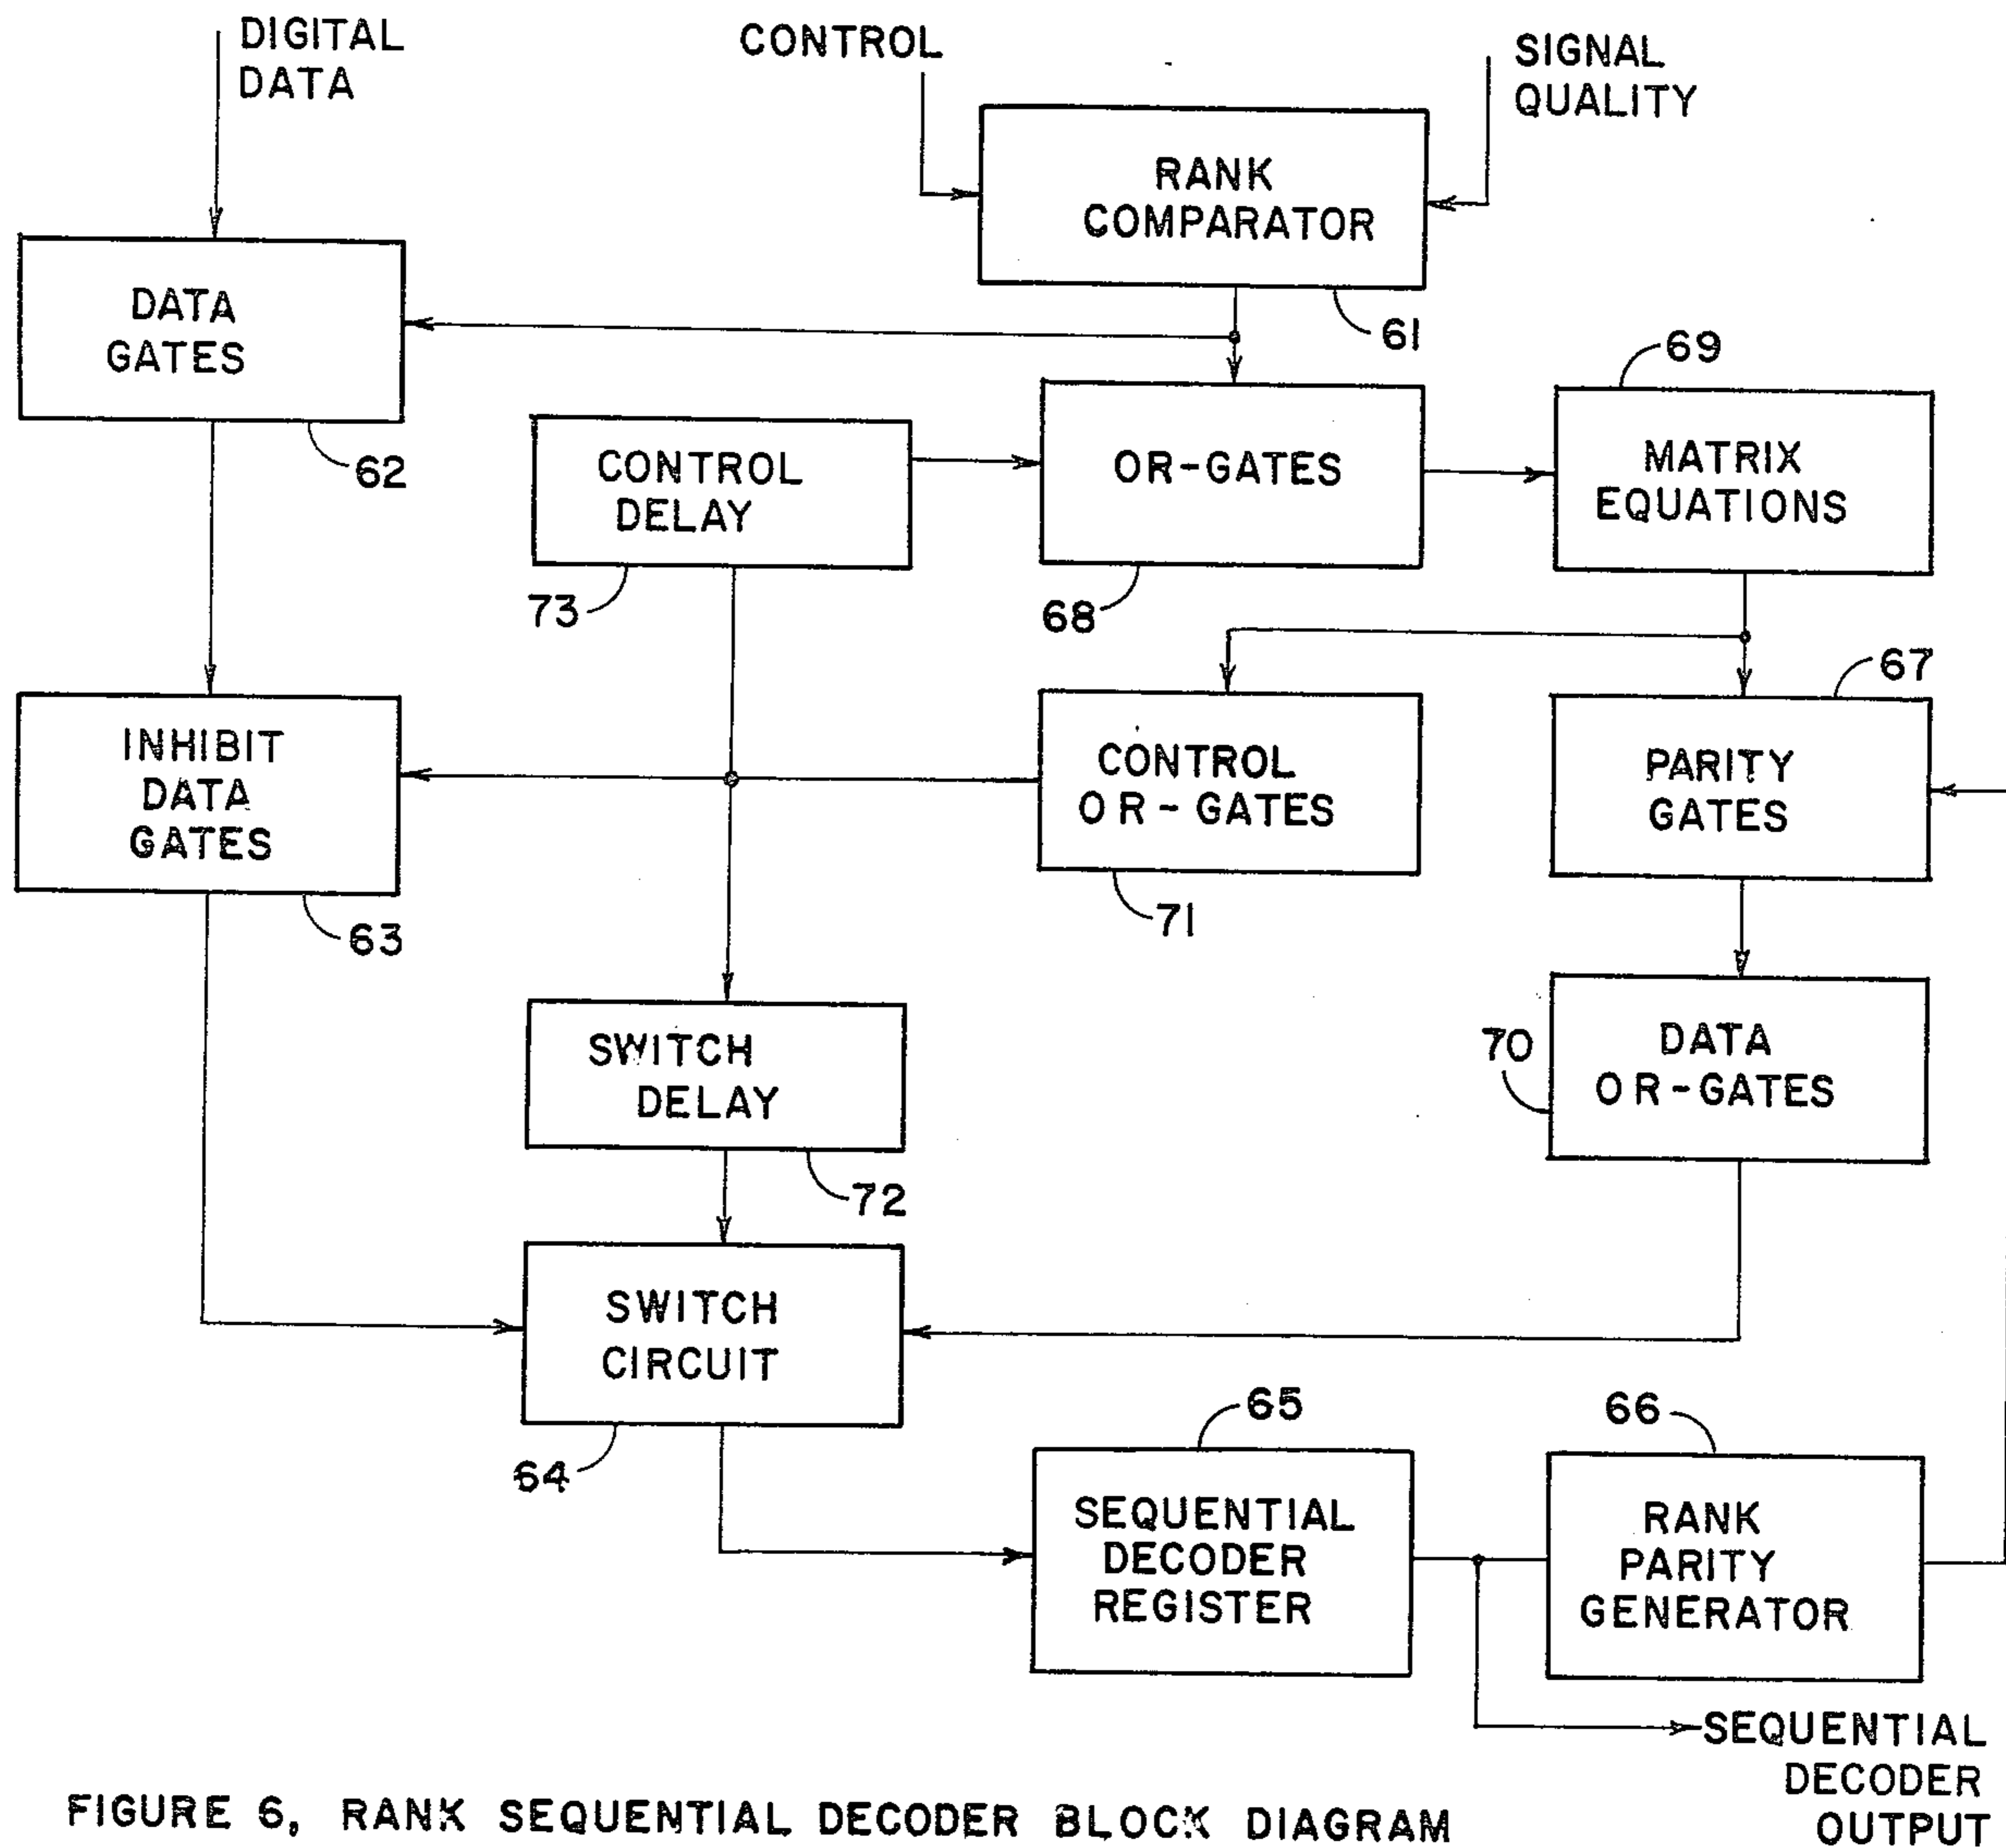 DIGITAL
DATA
CONTROL
SIGNAL
QUALITY
RANK
COMPARATOR
61
DATA
GATES
62
CONTROL
DELAY
73
OR-GATES
68
69
MATRIX
EQUATIONS
INHIBIT
DATA
GATES
63
CONTROL
OR-GATES
71
67
PARITY
GATES
SWITCH
DELAY
72
70
DATA
OR-GATES
SWITCH
CIRCUIT
64
65
SEQUENTIAL
DECODER
REGISTER
66
RANK
PARITY
GENERATOR
SEQUENTIAL
DECODER
OUTPUT
FIGURE 6, RANK SEQUENTIAL DECODER BLOCK DIAGRAM